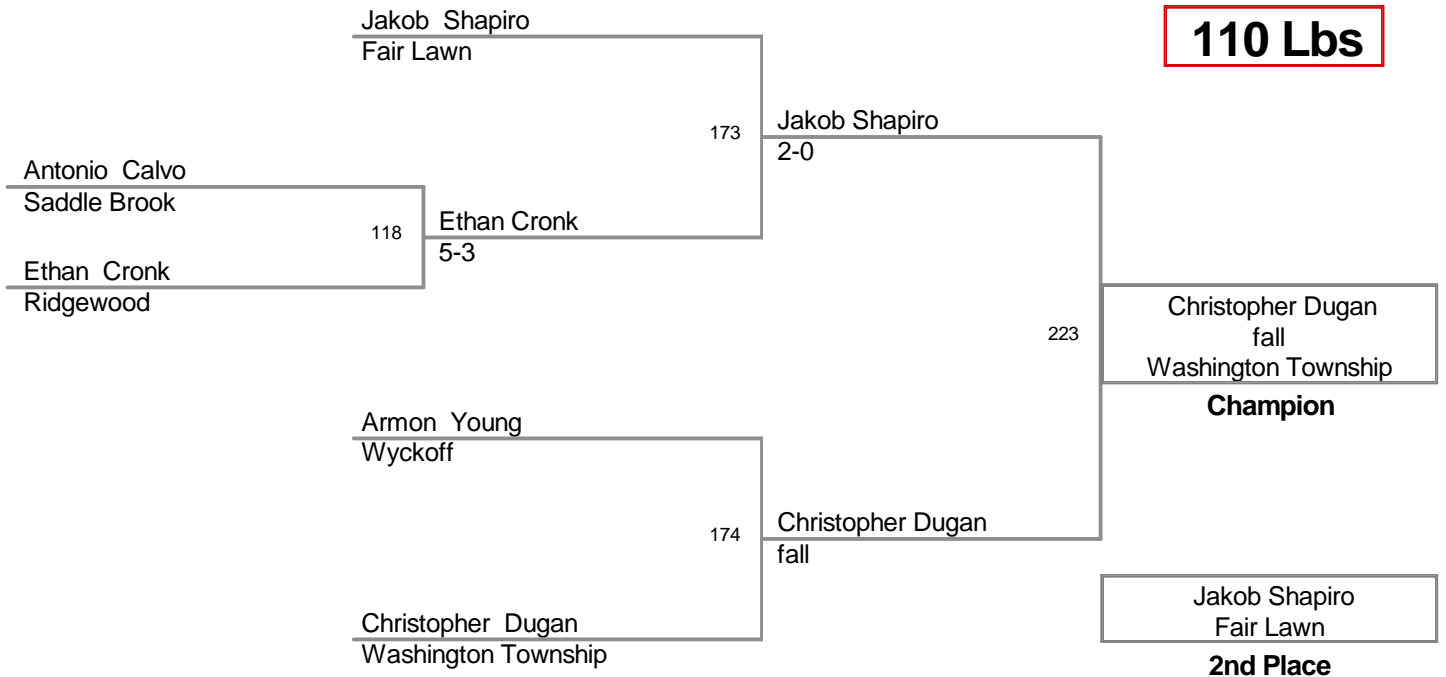 Jakob Shapiro
Fair Lawn
110 Lbs
173
Jakob Shapiro
2-0
Antonio Calvo
Saddle Brook
118
Ethan Cronk
5-3
Ethan Cronk
Ridgewood
223
Christopher Dugan
fall
Washington Township
Champion
Armon Young
Wyckoff
174
Christopher Dugan
fall
Christopher Dugan
Washington Township
Jakob Shapiro
Fair Lawn
2nd Place